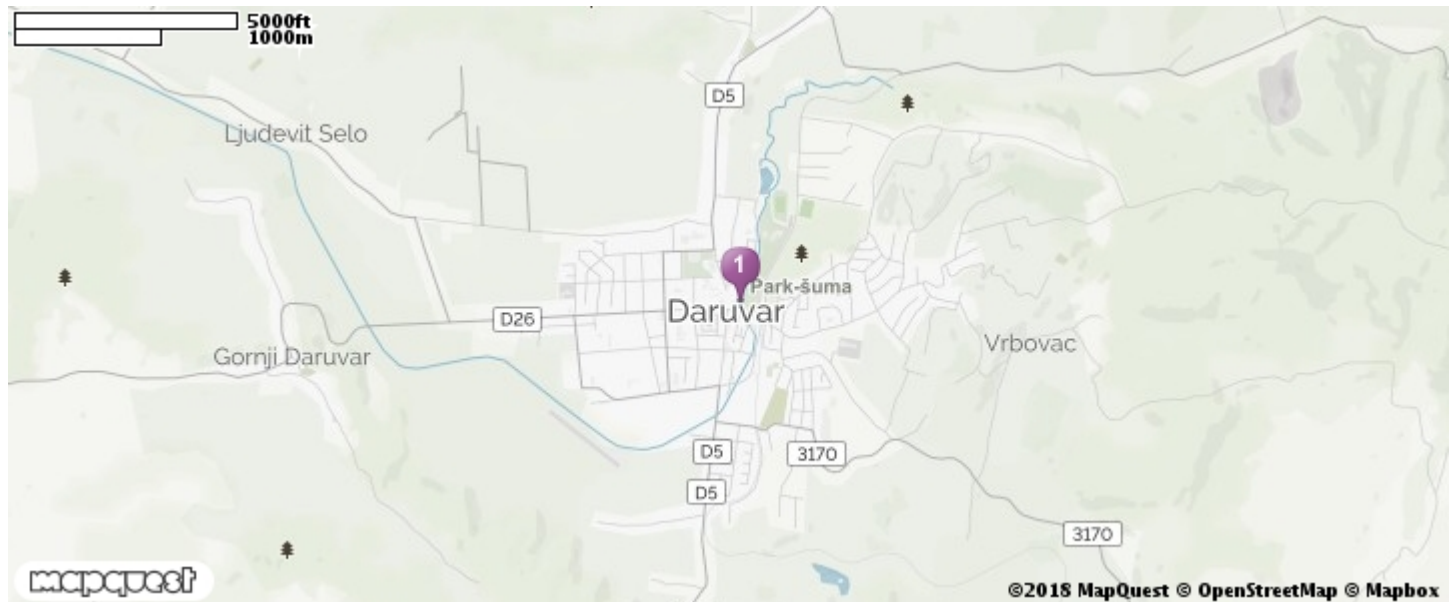 5000ft
1000m
D5
Ljudevit Selo
1
Park-šuma
Daruvar
D26
Vrbovac
Gornji Daruvar
D5
3170
D5
3170
mapquest
©2018 MapQuest © OpenStreetMap © Mapbox